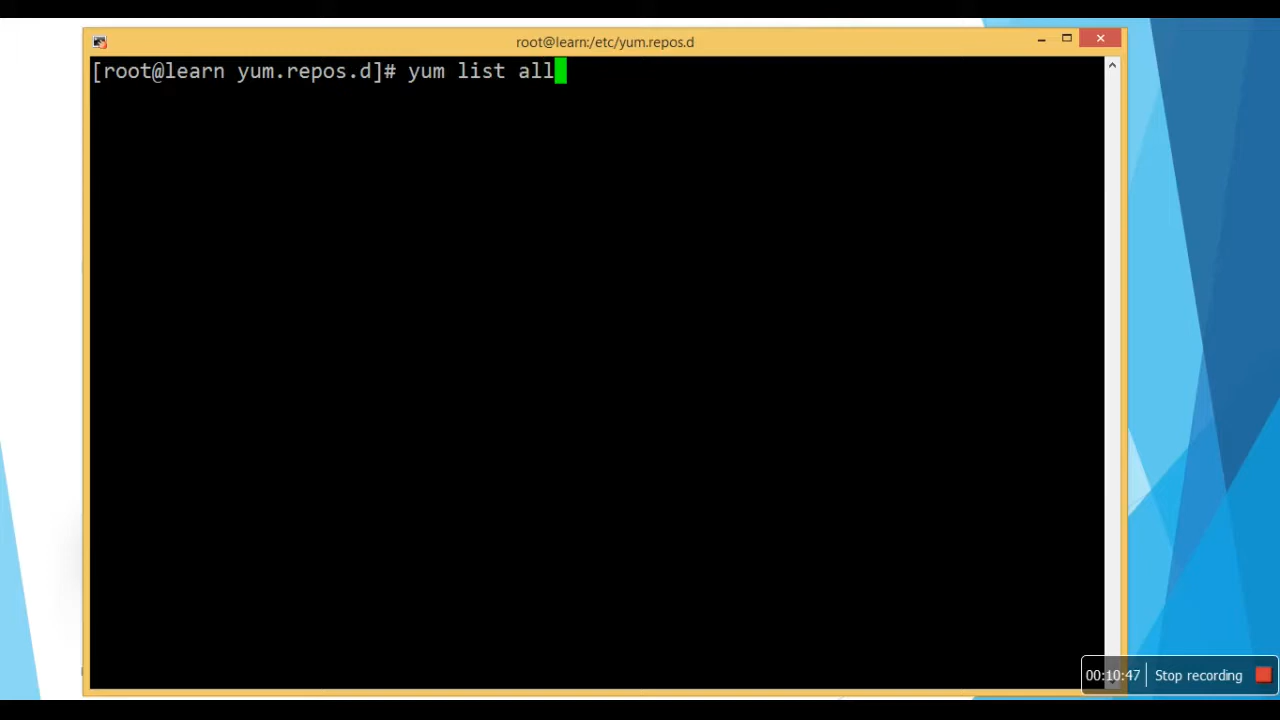 root@learn:/etc/yum.repos.d
[root@learn yum.repos.d]# yum list all
00:10:47 Stop recording